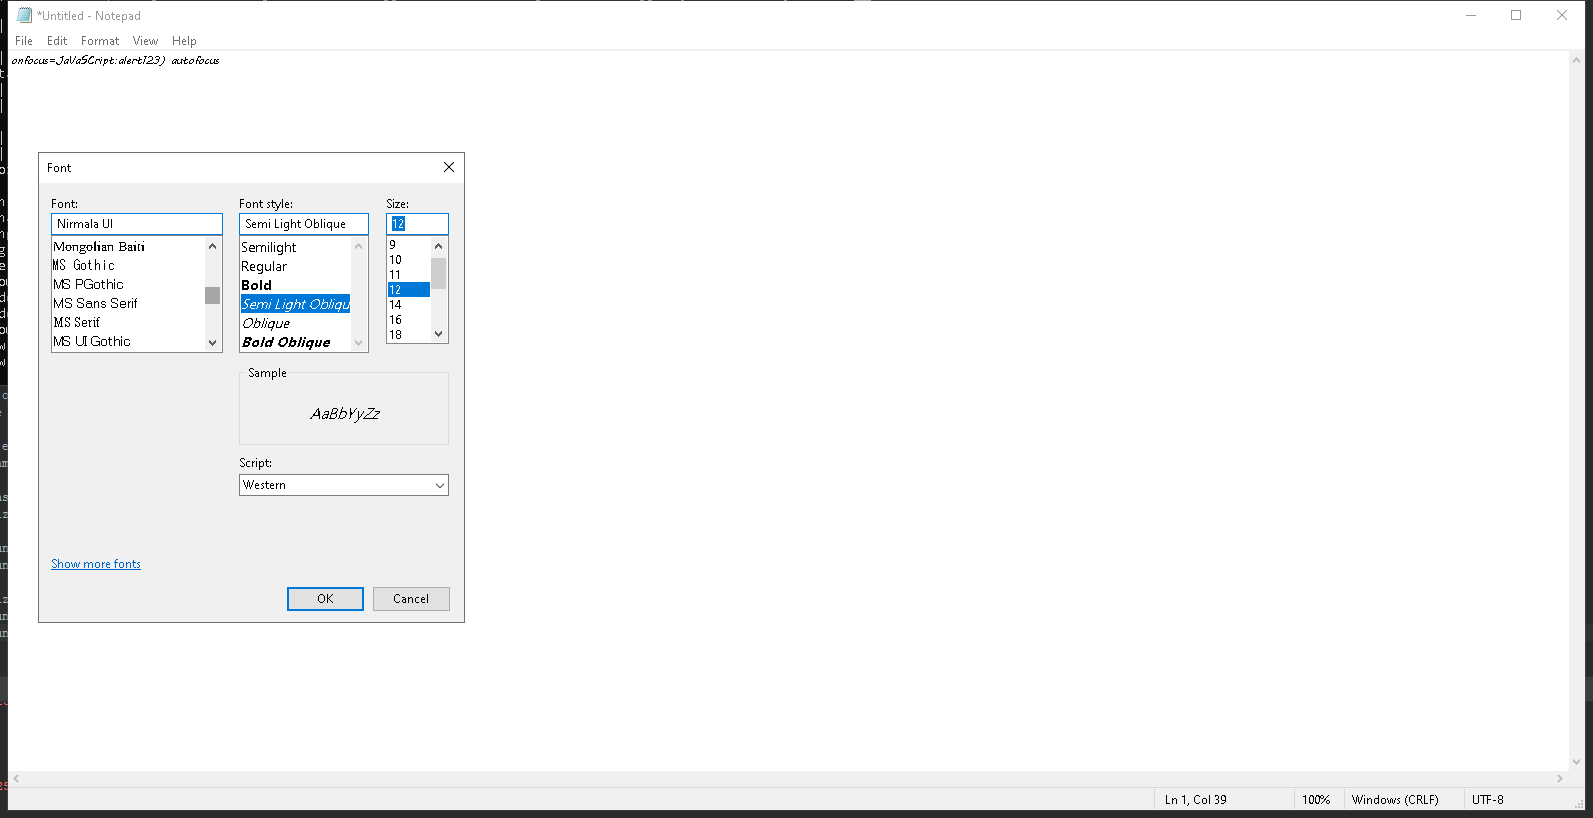 *Untitled - Notepad
File Edit Format View Help
onfocus=JaVaSCript:alert123) autofocus
Font
Font: Font style: Size:
Nirmala UI Semi Light Oblique 12
Mongolian Baiti Semilight 9
MS Gothic Regular 10
MS PGothic Bold 11
MS Sans Serif Semi Light Obliqu 12
MS Serif Oblique 14
MS UI Gothic Bold Oblique 16
18
Sample
AaBbYyZz
Script:
Western
Show more fonts
OK Cancel
Ln 1, Col 39 100% Windows (CRLF) UTF-8